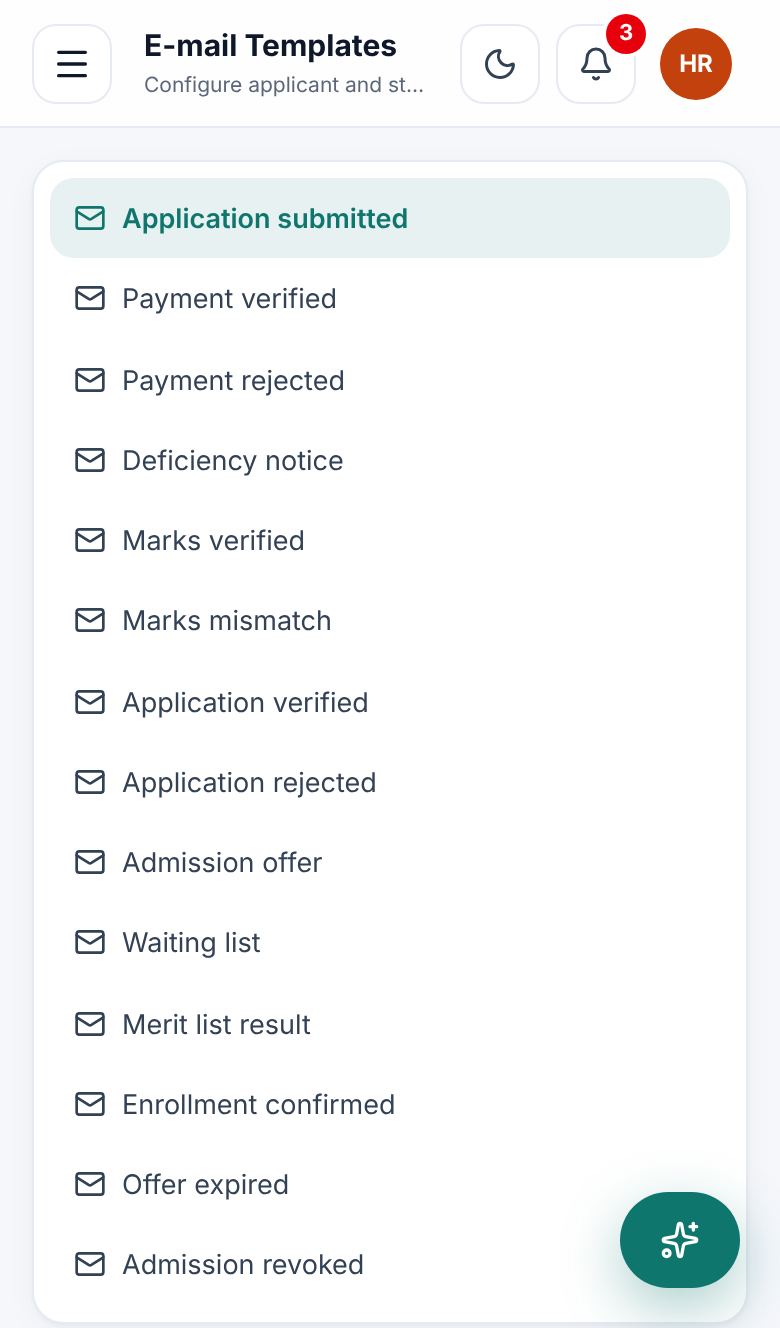 E-mail Templates
Configure applicant and st...
3
HR
Application submitted
Payment verified
Payment rejected
Deficiency notice
Marks verified
Marks mismatch
Application verified
Application rejected
Admission offer
Waiting list
Merit list result
Enrollment confirmed
Offer expired
Admission revoked